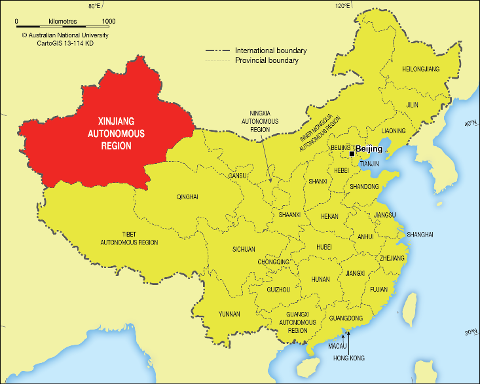 80°E
120°E
0 kilometres 1000
© Australian National University
CartoGIS 13-114 KD
International boundary
Provincial boundary
HEILONGJIANG
JILIN
LIAONING
40°N
XINJIANG
AUTONOMOUS
REGION
NINGXIA
AUTONOMOUS
REGION
INNER MONGOLIA
AUTONOMOUS REGION
BEIJING
Beijing
TIANJIN
HEBEI
GANSU
SHANXI
SHANDONG
QINGHAI
SHAANXI
HENAN
JIANGSU
TIBET
AUTONOMOUS REGION
SHANGHAI
ANHUI
SICHUAN
HUBEI
CHONGQING
ZHEJIANG
HUNAN
JIANGXI
GUIZHOU
FUJIAN
YUNNAN
GUANGXI
AUTONOMOUS
REGION
GUANGDONG
20°N
MACAU
HONG KONG